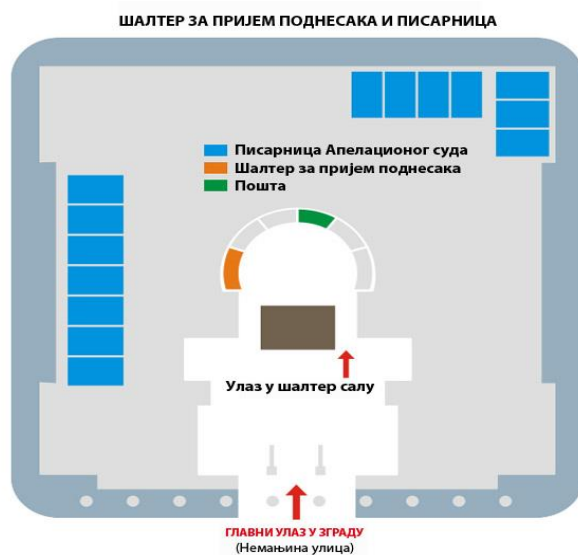 ШАЛТЕР ЗА ПРИЈЕМ ПОДНЕСАКА И ПИСАРНИЦА
Писарница Апелационог суда
Шалтер за пријем поднесака
Пошта
Улаз у шалтер салу
ГЛАВНИ УЛАЗ У ЗГРАДУ
(Немањина улица)